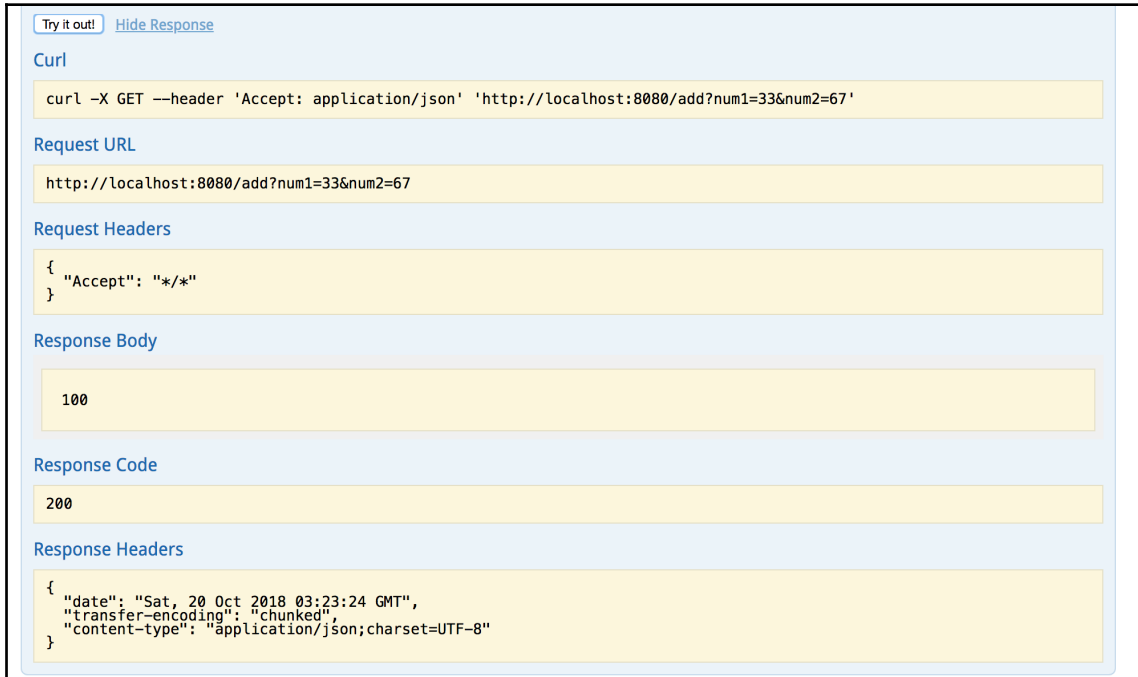 Try it out! Hide Response
Curl
curl -X GET --header 'Accept: application/json' 'http://localhost:8080/add?num1=33&num2=67'
Request URL
http://localhost:8080/add?num1=33&num2=67
Request Headers
{
  "Accept": "*/*"
}
Response Body
100
Response Code
200
Response Headers
{
  "date": "Sat, 20 Oct 2018 03:23:24 GMT",
  "transfer-encoding": "chunked",
  "content-type": "application/json;charset=UTF-8"
}